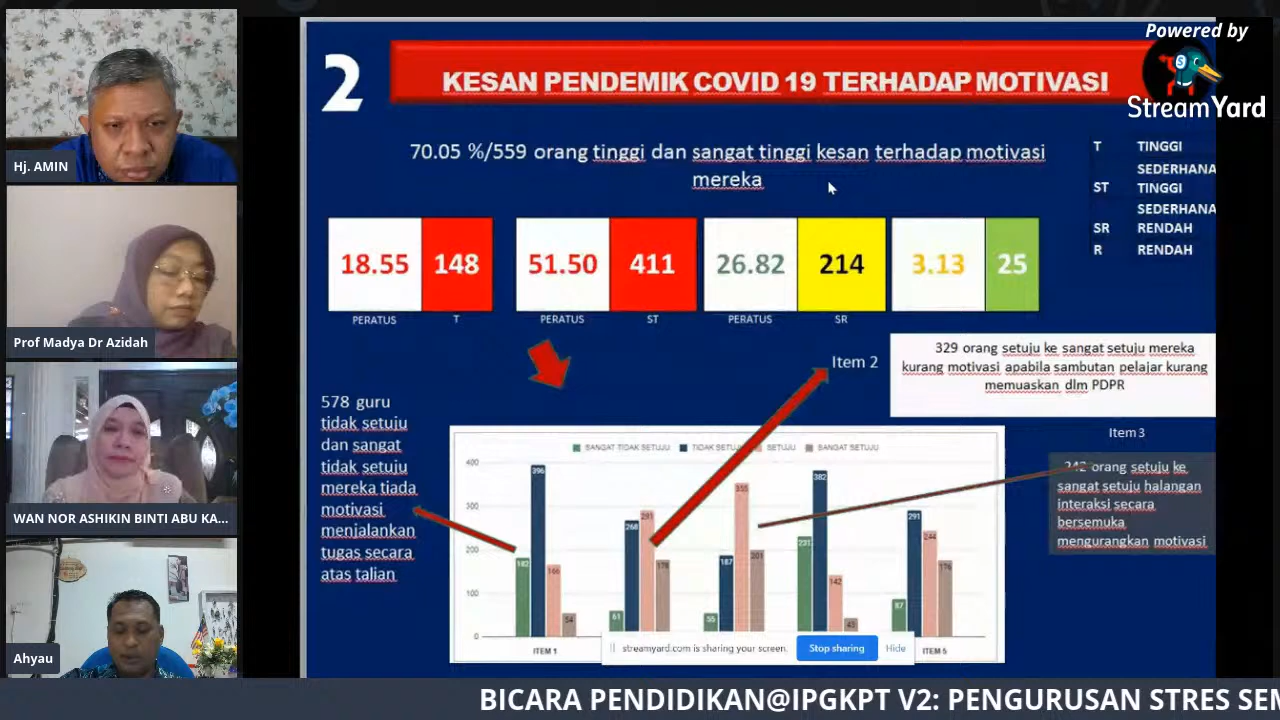 Powered by
StreamYard
2
KESAN PENDEMIK COVID 19 TERHADAP MOTIVASI
70.05 %/559 orang tinggi dan sangat tinggi kesan terhadap motivasi
mereka
T TINGGI
SEDERHANA
ST TINGGI
SEDERHANA
SR RENDAH
R RENDAH
18.55 148
51.50 411
26.82 214
3.13 25
PERATUS T
PERATUS ST
PERATUS SR
Item 2
329 orang setuju ke sangat setuju mereka
kurang motivasi apabila sambutan pelajar kurang
memuaskan dlm PDPR
578 guru
tidak setuju
dan sangat
tidak setuju
mereka tiada
motivasi
menjalankan
tugas secara
atas talian
Item 3
242 orang setuju ke
sangat setuju halangan
interaksi secara
bersemuka
mengurangkan motivasi
SANGAT TIDAK SETUJU TIDAK SETUJU SETUJU SANGAT SETUJU
400
300
200
100
0
182 396 166 54
61 268 178
187 355 201
231 382 142
87 291 244 176
ITEM 1
ITEM 5
streamyard.com is sharing your screen.
Stop sharing
Hide
Hj. AMIN
Prof Madya Dr Azidah
WAN NOR ASHIKIN BINTI ABU KA...
Ahyau
BICARA PENDIDIKAN@IPGKPT V2: PENGURUSAN STRES SEM